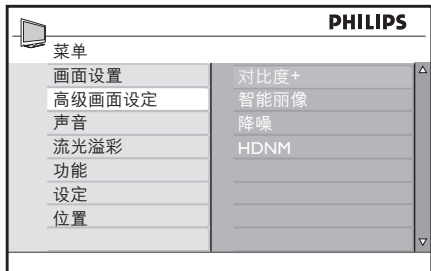 PHILIPS
菜单
画面设置
高级画面设定
声音
流光溢彩
功能
设定
位置
对比度+
智能丽像
降噪
HDNM